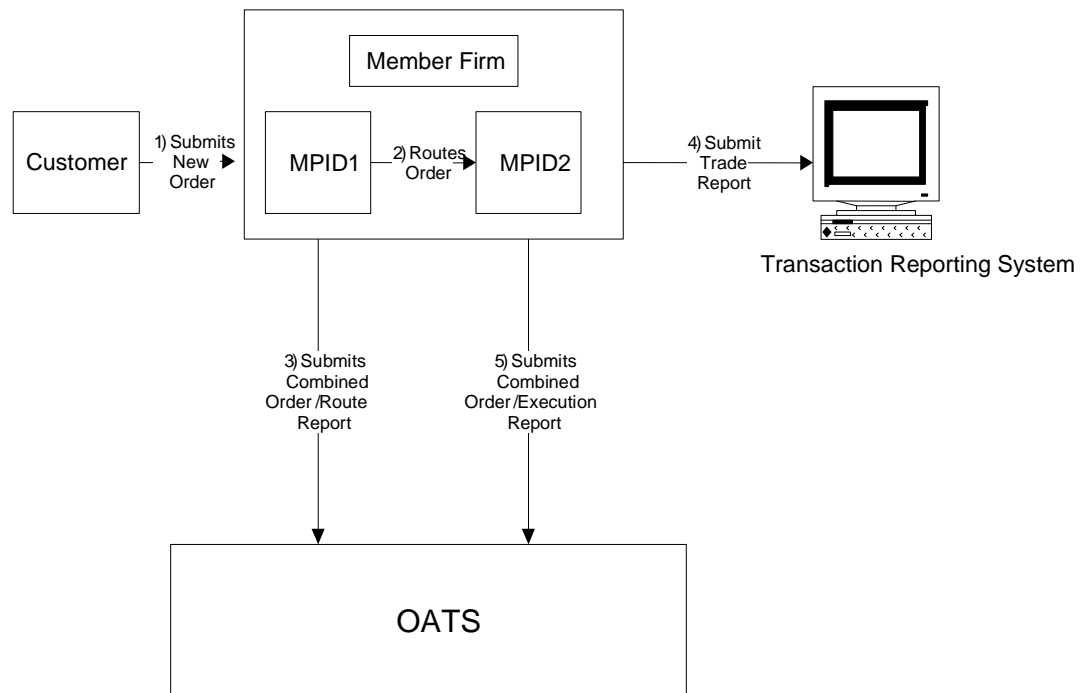 Member Firm
Customer
1) Submits
New
Order
MPID1
2) Routes
Order
MPID2
4) Submit
Trade
Report
Transaction Reporting System
3) Submits
Combined
Order/Route
Report
5) Submits
Combined
Order/Execution
Report
OATS